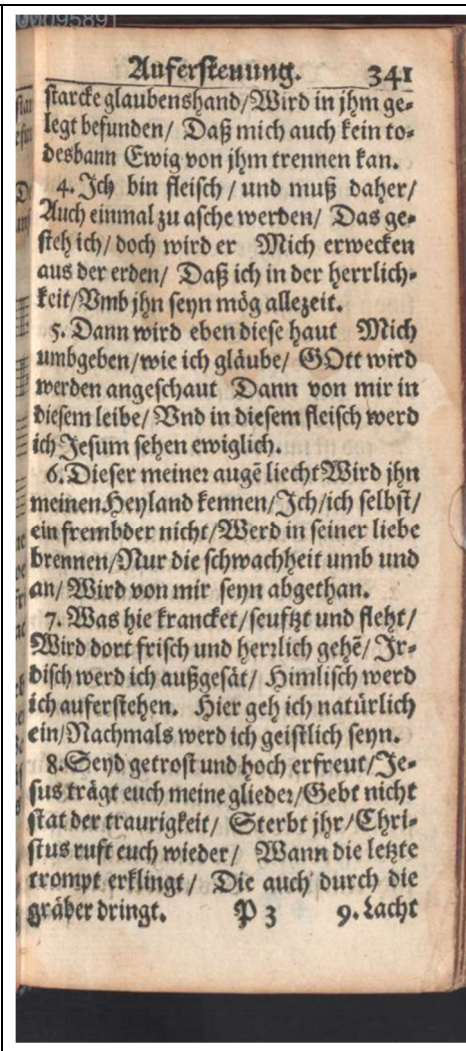 00095891
Aufersteuung. 341
starcke glaubenshand/Wird in jhm ge-
legt befunden/ Daß mich auch kein to-
desbann Ewig von jhm trennen kan.
4. Jch bin fleisch / und muß daher/
Auch einmal zu asche werden/ Das ge-
steh ich/ doch wird er Mich erwecken
aus der erden/ Daß ich in der herrlich-
keit/Vmb jhn seyn mög allezeit.
5. Dann wird eben diese haut Mich
umbgeben/wie ich gläube/ GOtt wird
werden angeschaut Dann von mir in
diesem leibe/ Vnd in diesem fleisch werd
ich Jesum sehen ewiglich.
6. Dieser meiner augē liecht Wird jhn
meinen Heyland kennen/Jch/ich selbst/
ein frembder nicht/Werd in seiner liebe
brennen/Nur die schwachheit umb und
an/ Wird von mir seyn abgethan.
7. Was hie krancket/seufftzt und fleht/
Wird dort frisch und herrlich gehē/ Jr-
disch werd ich außgesät/ Himlisch werd
ich auferstehen. Hier geh ich natürlich
ein/Nachmals werd ich geistlich seyn.
8. Seyd getrost und hoch erfreut/Je-
sus trägt euch meine glieder/Gebt nicht
stat der traurigkeit/ Sterbt jhr/Chri-
stus ruft euch wieder/ Wann die letzte
trompt erklingt/ Die auch durch die
gräber dringt. P 3 9. Lacht